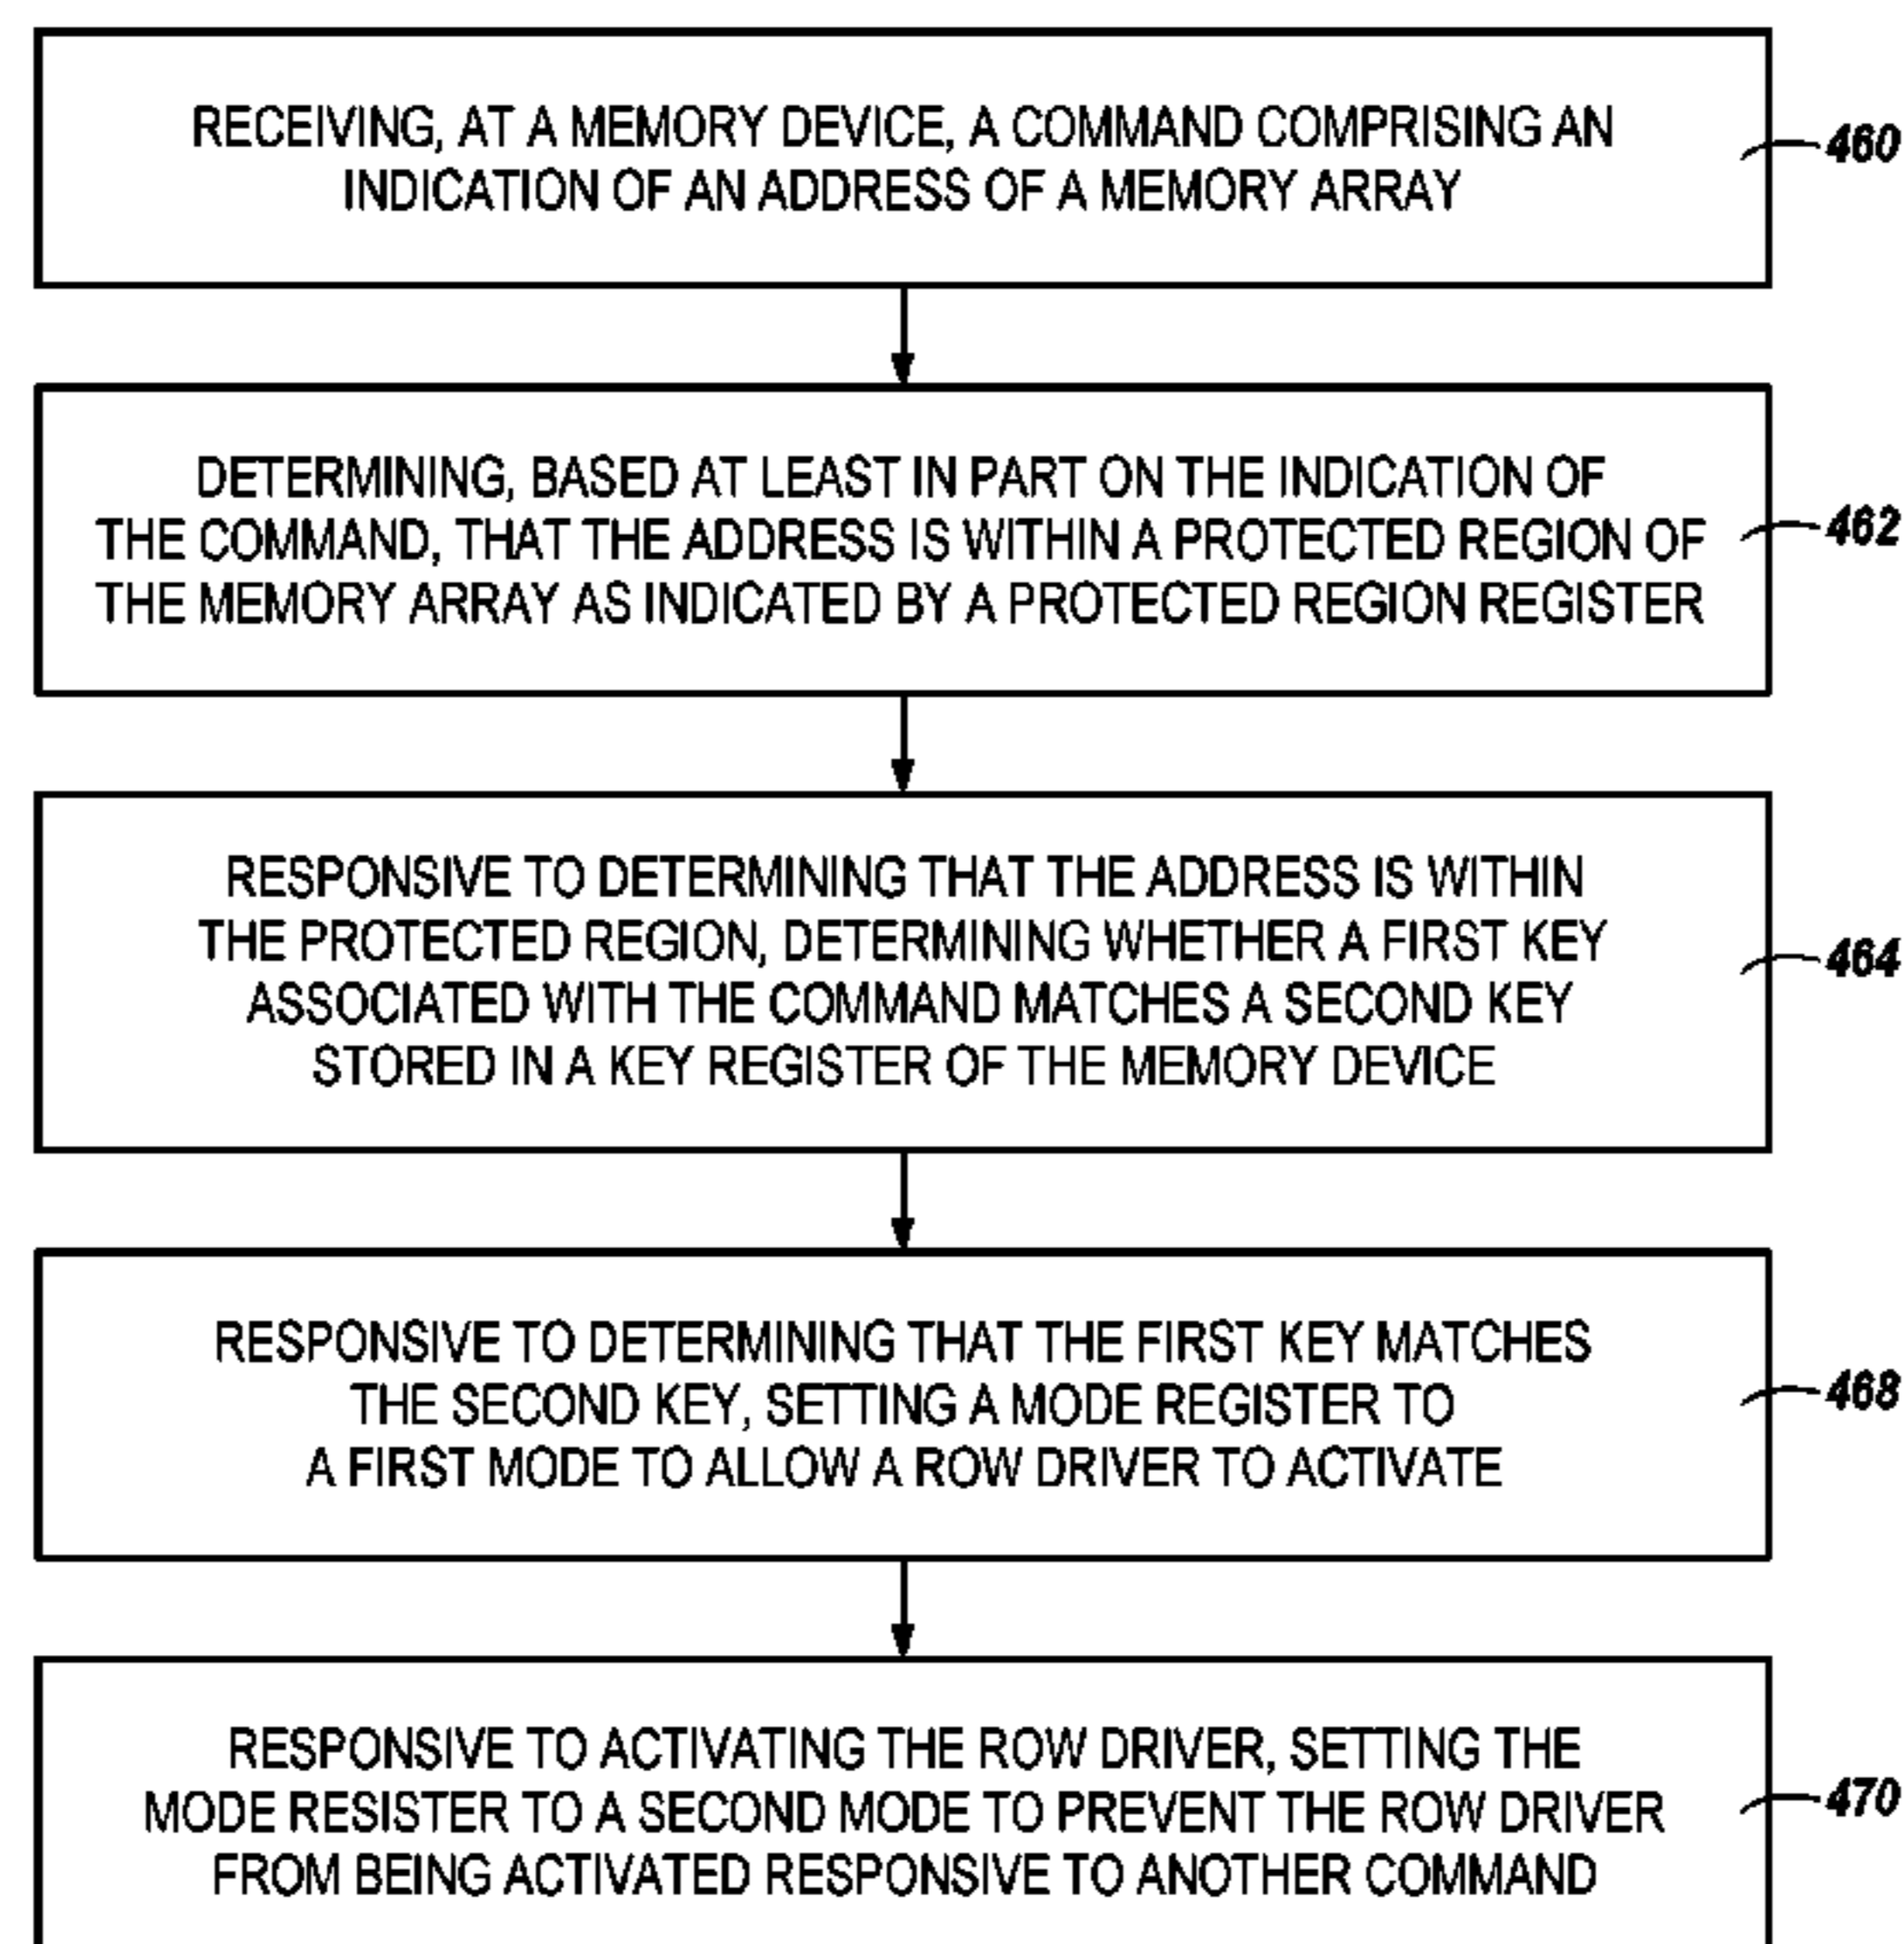 RECEIVING, AT A MEMORY DEVICE, A COMMAND COMPRISING AN
INDICATION OF AN ADDRESS OF A MEMORY ARRAY
460
DETERMINING, BASED AT LEAST IN PART ON THE INDICATION OF
THE COMMAND, THAT THE ADDRESS IS WITHIN A PROTECTED REGION OF
THE MEMORY ARRAY AS INDICATED BY A PROTECTED REGION REGISTER
462
RESPONSIVE TO DETERMINING THAT THE ADDRESS IS WITHIN
THE PROTECTED REGION, DETERMINING WHETHER A FIRST KEY
ASSOCIATED WITH THE COMMAND MATCHES A SECOND KEY
STORED IN A KEY REGISTER OF THE MEMORY DEVICE
464
RESPONSIVE TO DETERMINING THAT THE FIRST KEY MATCHES
THE SECOND KEY, SETTING A MODE REGISTER TO
A FIRST MODE TO ALLOW A ROW DRIVER TO ACTIVATE
468
RESPONSIVE TO ACTIVATING THE ROW DRIVER, SETTING THE
MODE RESISTER TO A SECOND MODE TO PREVENT THE ROW DRIVER
FROM BEING ACTIVATED RESPONSIVE TO ANOTHER COMMAND
470